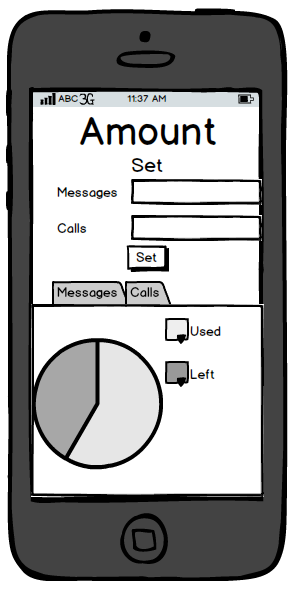 ABC 3G 11:37 AM
Amount
Set
Messages
Calls
Set
Messages Calls
Used
Left